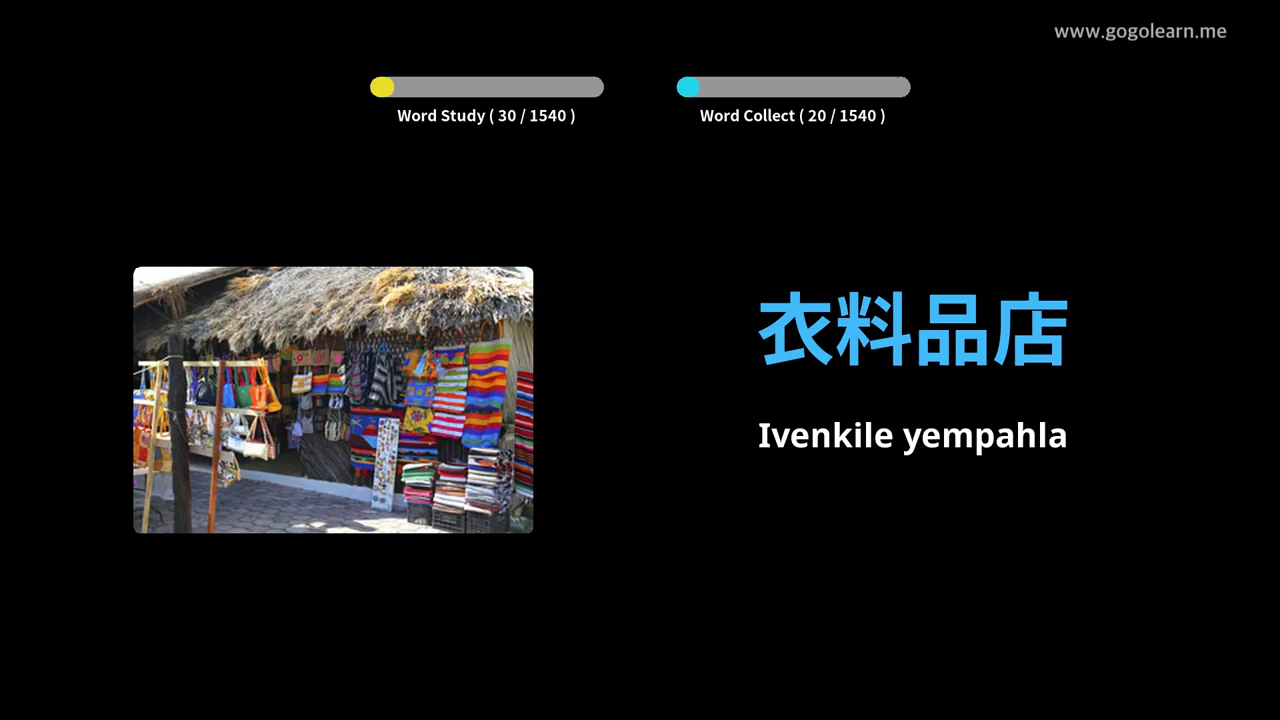 www.gogolearn.me
Word Study ( 30 / 1540 )
Word Collect ( 20 / 1540 )
衣料品店
Ivenkile yempahla